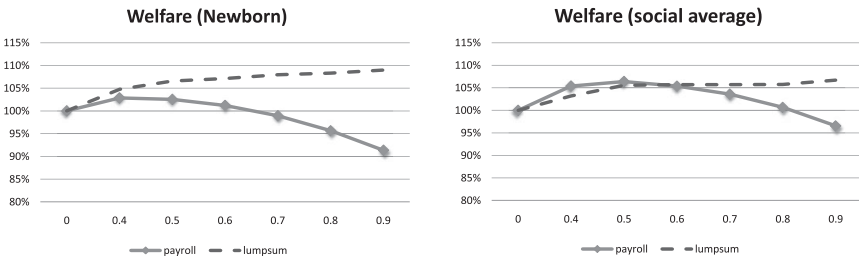 Welfare (Newborn)
115%
110%
105%
100%
95%
90%
85%
80%
0 0.4 0.5 0.6 0.7 0.8 0.9
payroll lumpsum
Welfare (social average)
115%
110%
105%
100%
95%
90%
85%
80%
0 0.4 0.5 0.6 0.7 0.8 0.9
payroll lumpsum